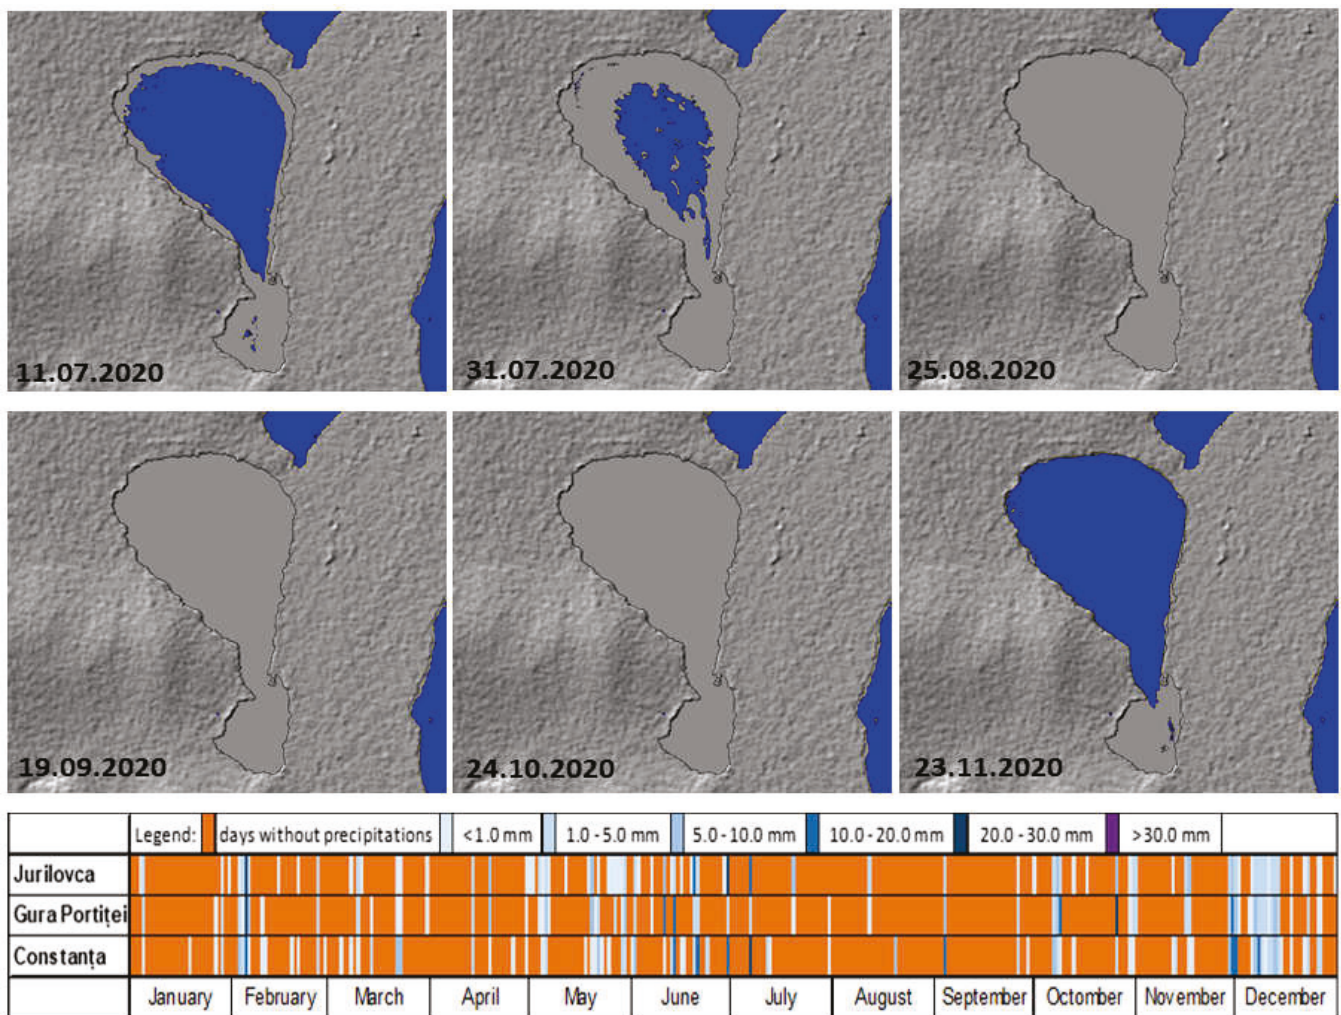 11.07.2020
31.07.2020
25.08.2020
19.09.2020
24.10.2020
23.11.2020
Legend: days without precipitations <1.0 mm 1.0 - 5.0 mm 5.0 - 10.0 mm 10.0 - 20.0 mm 20.0 - 30.0 mm >30.0 mm
Jurilovca
Gura Portiței
Constanța
January February March April May June July August September Octomber November December